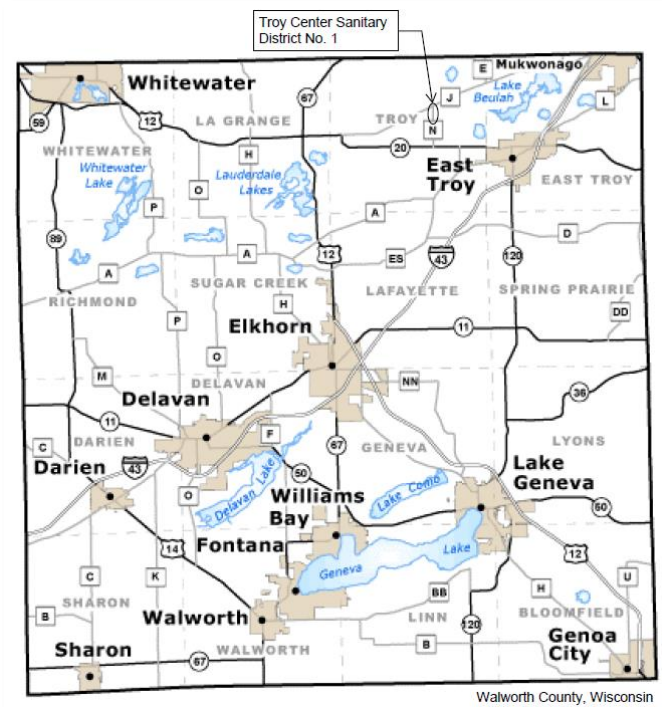 Troy Center Sanitary
District No. 1
Mukwonago
E
Whitewater
67
J
Lake
Beulah
L
12
59
LA GRANGE
TROY
N
WHITEWATER
H
20
East
Troy
Whitewater
Lake
O
Lauderdale
Lakes
EAST TROY
P
A
89
12
D
A
A
ES
43
120
SUGAR CREEK
LAFAYETTE
SPRING PRAIRIE
RICHMOND
H
P
DD
Elkhorn
11
O
M
DELAVAN
NN
Delavan
36
11
F
DARIEN
67
GENEVA
LYONS
C
Darien
43
50
Lake
Geneva
O
Delavan Lake
Williams
Bay
Lake Como
50
14
Fontana
Lake
12
Geneva
C
K
BB
H
U
SHARON
B
Walworth
LINN
120
BLOOMFIELD
Sharon
WALWORTH
B
Genoa
City
67
Walworth County, Wisconsin